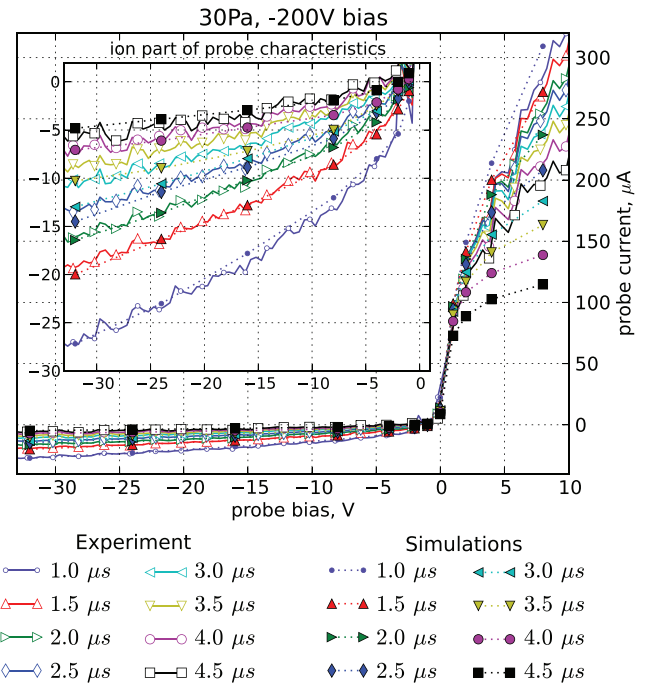 30Pa, -200V bias
ion part of probe characteristics
0
−5
−10
−15
−20
−25
−30
−30 −25 −20 −15 −10 −5 0
300
250
200
150
100
50
0
probe current, μA
−30 −25 −20 −15 −10 −5 0 5 10
probe bias, V
Experiment Simulations
1.0 μs 3.0 μs 1.0 μs 3.0 μs
1.5 μs 3.5 μs 1.5 μs 3.5 μs
2.0 μs 4.0 μs 2.0 μs 4.0 μs
2.5 μs 4.5 μs 2.5 μs 4.5 μs